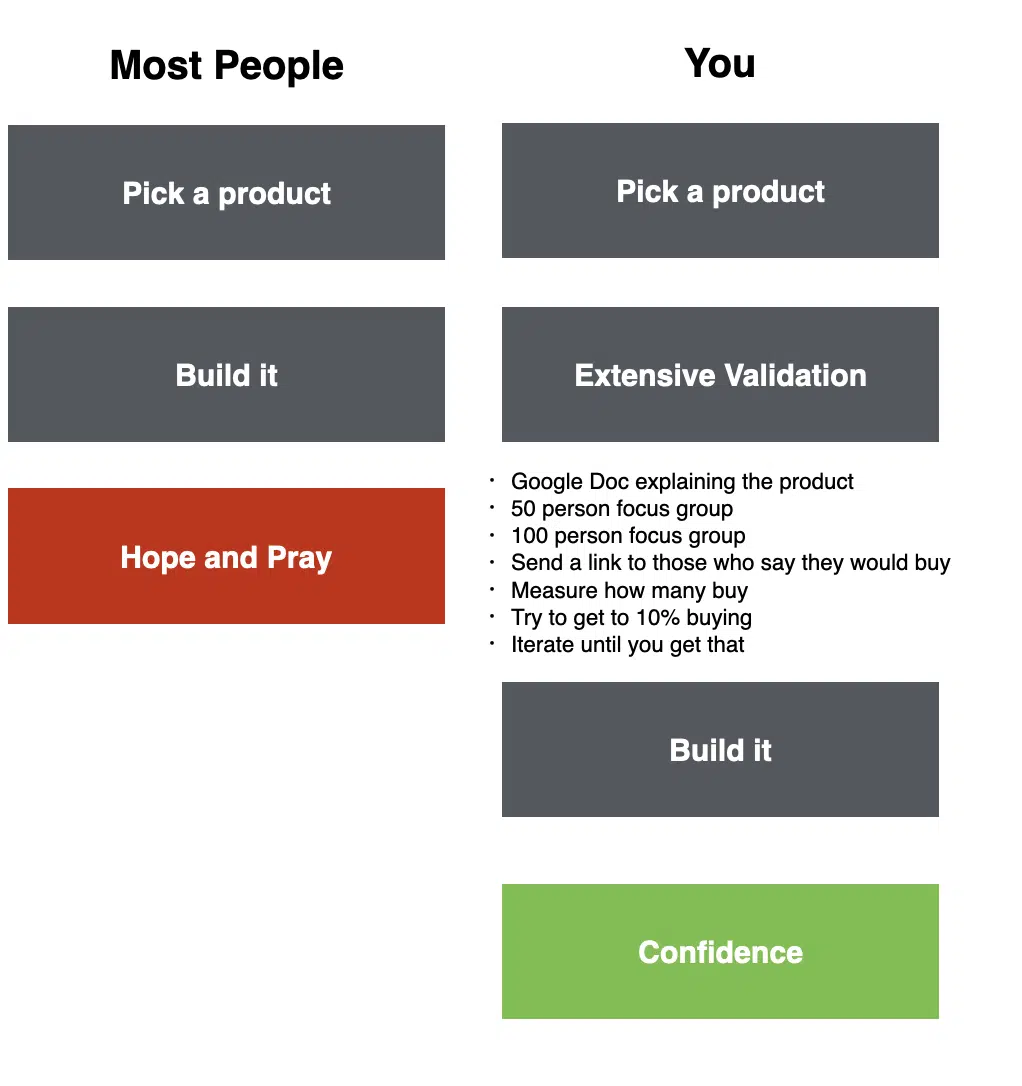 Most People
Pick a product
Build it
Hope and Pray
You
Pick a product
Extensive Validation
· Google Doc explaining the product
· 50 person focus group
· 100 person focus group
· Send a link to those who say they would buy
· Measure how many buy
· Try to get to 10% buying
· Iterate until you get that
Build it
Confidence